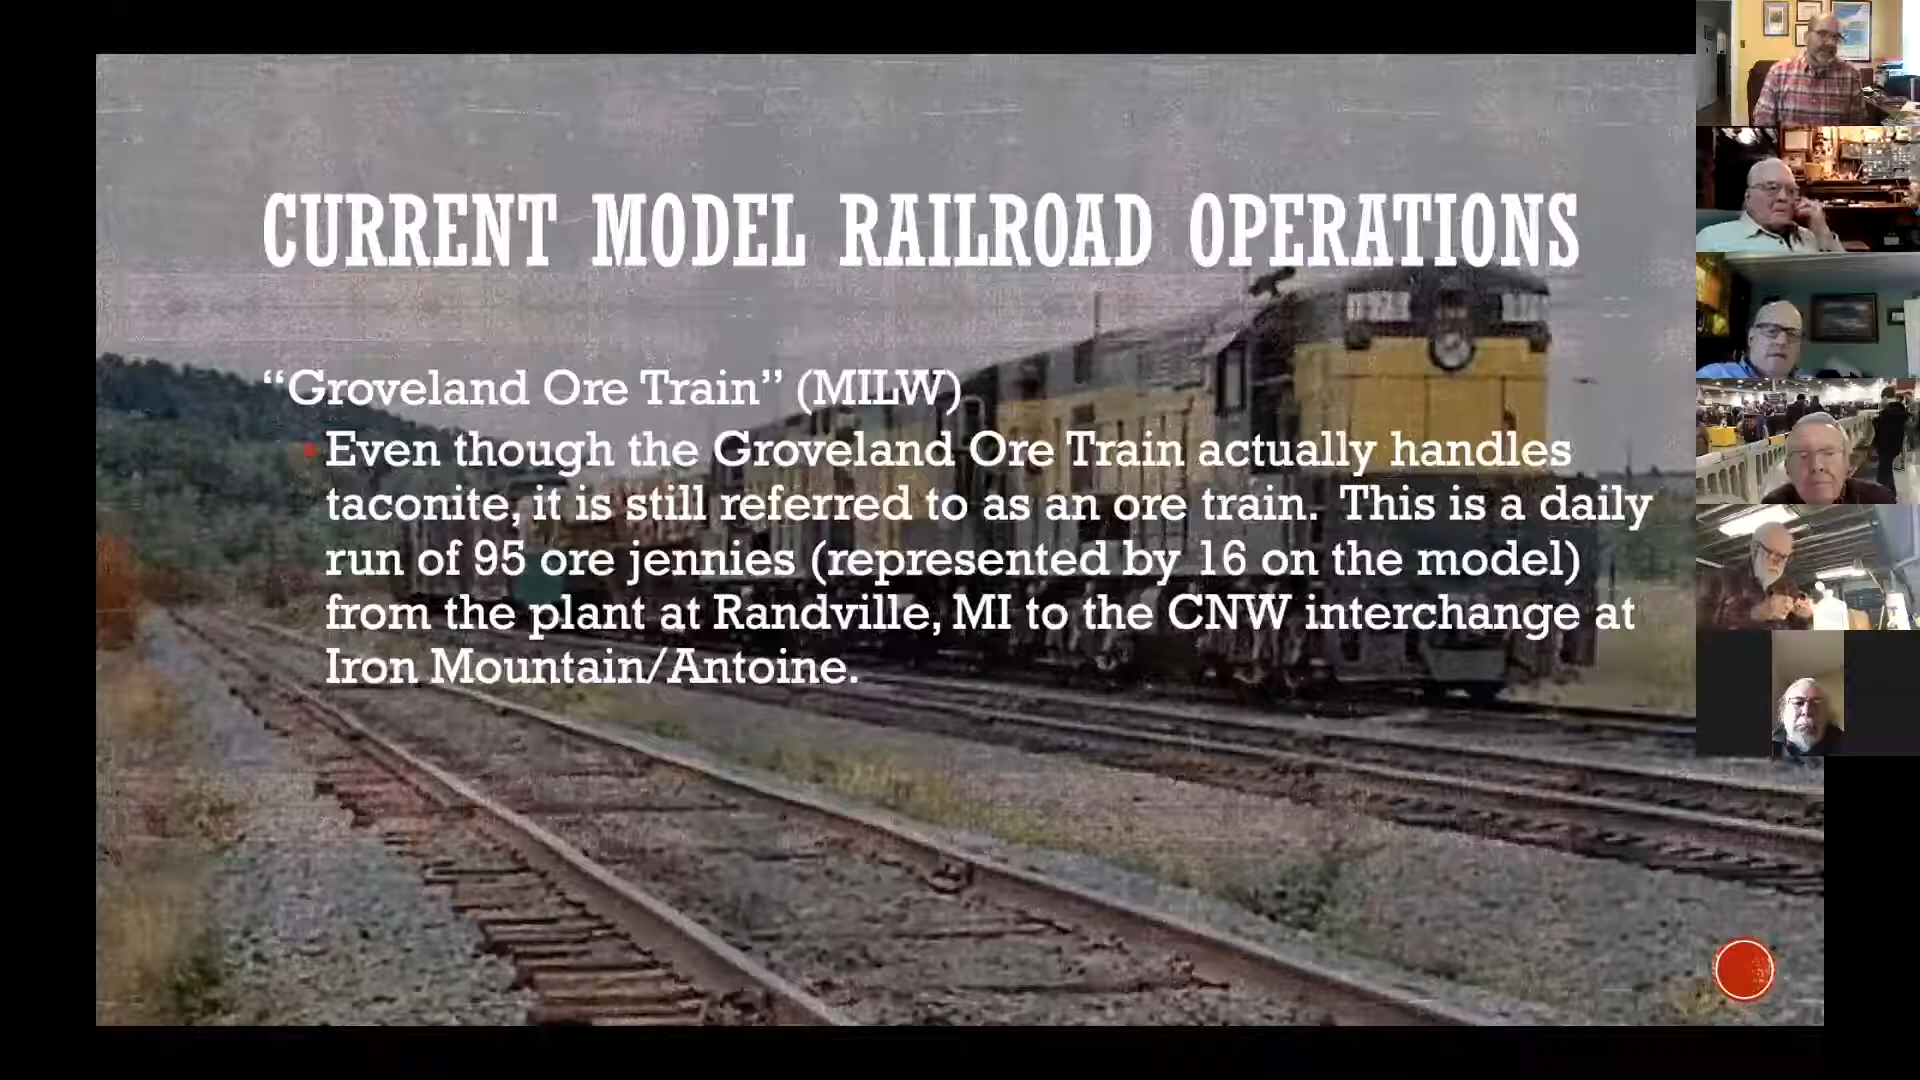 CURRENT MODEL RAILROAD OPERATIONS
“Groveland Ore Train” (MILW)
Even though the Groveland Ore Train actually handles
taconite, it is still referred to as an ore train. This is a daily
run of 95 ore jennies (represented by 16 on the model)
from the plant at Randville, MI to the CNW interchange at
Iron Mountain/Antoine.